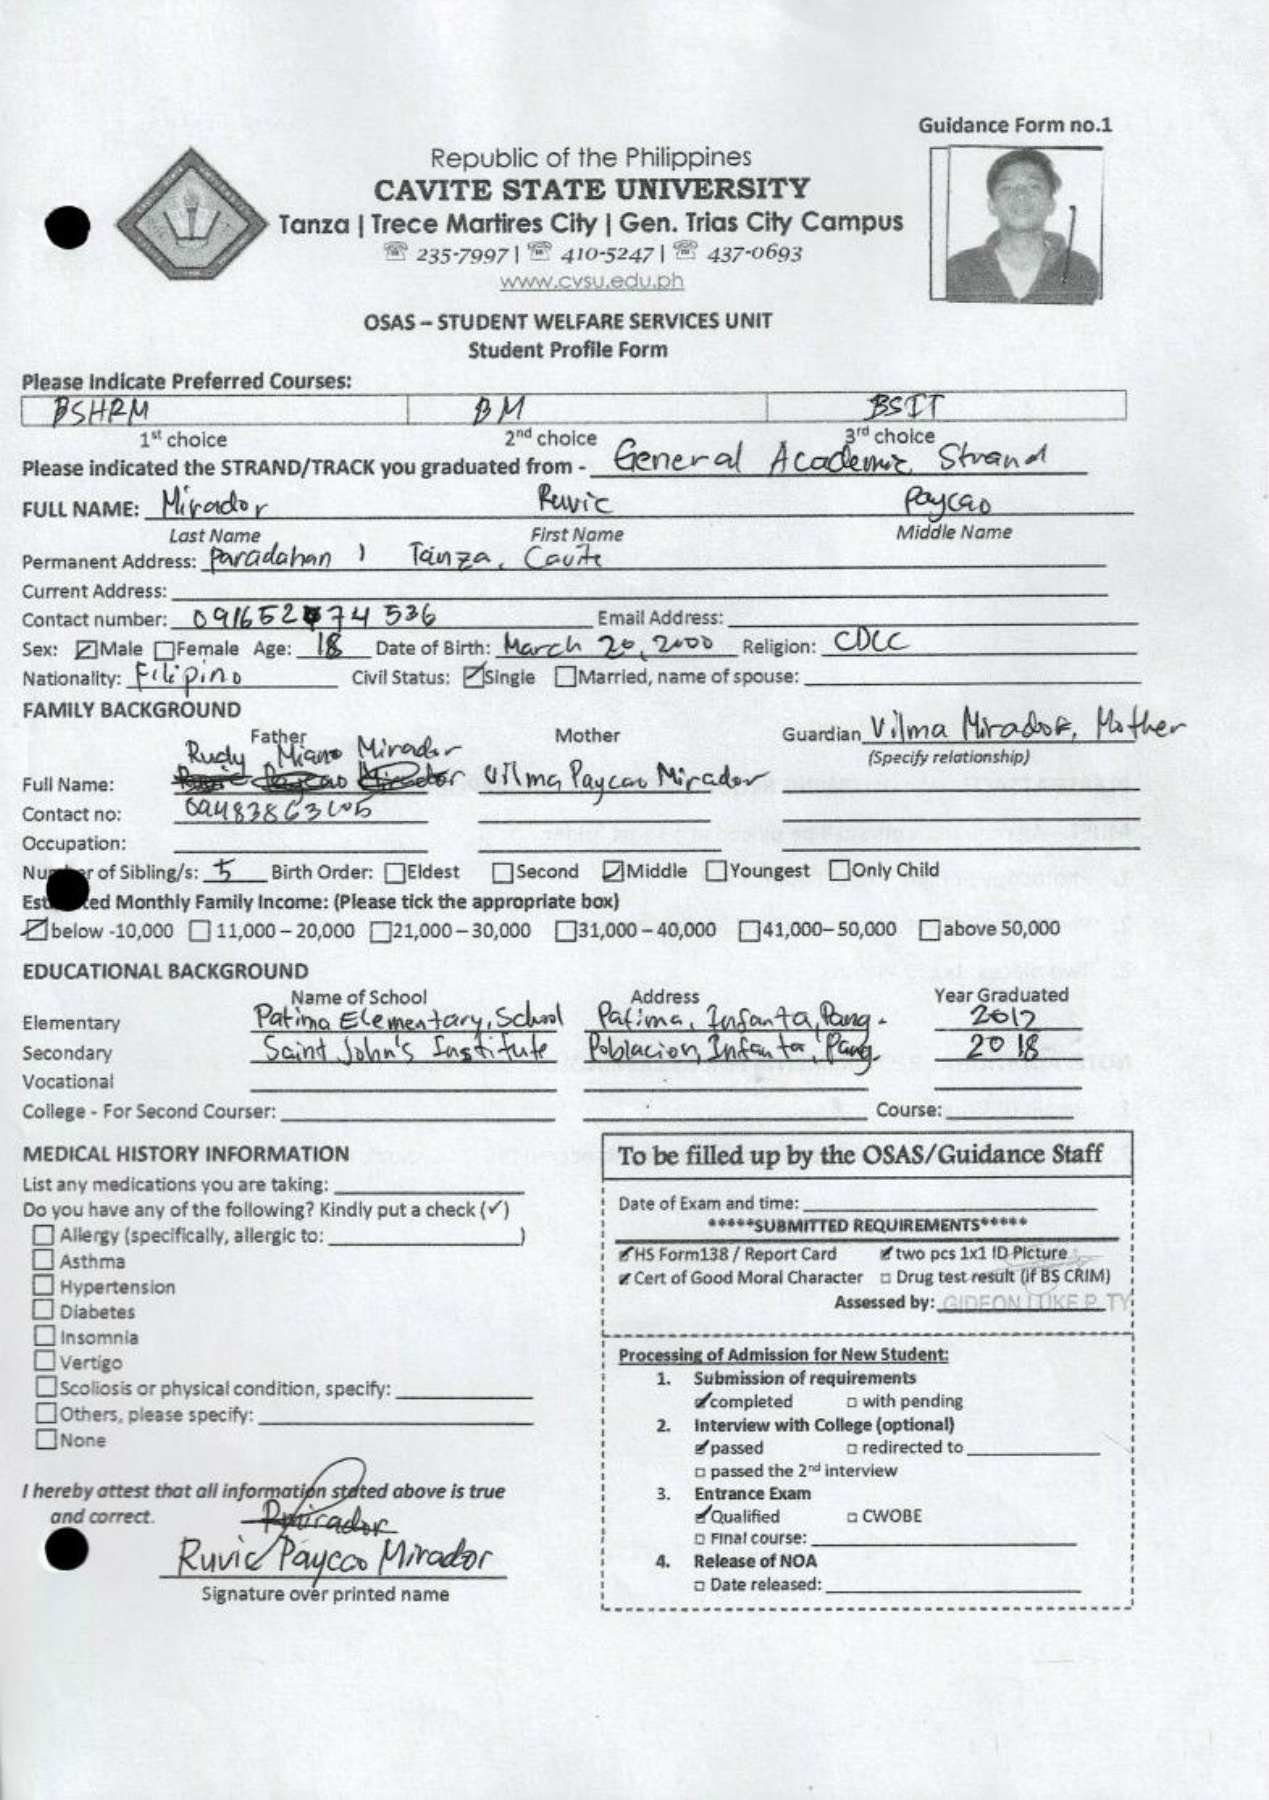 Guidance Form no.1
Republic of the Philippines
CAVITE STATE UNIVERSITY
Tanza | Trece Martires City | Gen. Trias City Campus
☏ 235-7997 | ☏ 410-5247 | ☏ 437-0693
www.cvsu.edu.ph
OSAS – STUDENT WELFARE SERVICES UNIT
Student Profile Form
Please Indicate Preferred Courses:
BSHRM BM BSIT
1st choice 2nd choice 3rd choice
Please indicated the STRAND/TRACK you graduated from - General Academic Strand
FULL NAME: Mirador Ruvic Paycao
Last Name First Name Middle Name
Permanent Address: Paradahan 1 Tanza, Cavite
Current Address:
Contact number: 09165274536 Email Address:
Sex: ☑Male ☐Female Age: 18 Date of Birth: March 20, 2000 Religion: CDCC
Nationality: Filipino Civil Status: ☑Single ☐Married, name of spouse:
FAMILY BACKGROUND
Father Mother Guardian Vilma Mirador, Mother
Rudy Miano Mirador (Specify relationship)
Full Name: Vilma Paycao Mirador
Contact no:
Occupation:
Number of Sibling/s: 5 Birth Order: ☐Eldest ☐Second ☑Middle ☐Youngest ☐Only Child
Est ed Monthly Family Income: (Please tick the appropriate box)
☑below -10,000 ☐11,000 – 20,000 ☐21,000 – 30,000 ☐31,000 – 40,000 ☐41,000– 50,000 ☐above 50,000
EDUCATIONAL BACKGROUND
Name of School Address Year Graduated
Elementary Patima Elementary School Patima, Infanta, Pang. 2012
Secondary Saint John's Institute Poblacion, Infanta, Pang. 2018
Vocational
College - For Second Courser: Course:
MEDICAL HISTORY INFORMATION
List any medications you are taking:
Do you have any of the following? Kindly put a check (✓)
☐ Allergy (specifically, allergic to: )
☐ Asthma
☐ Hypertension
☐ Diabetes
☐ Insomnia
☐ Vertigo
☐ Scoliosis or physical condition, specify:
☐ Others, please specify:
☐ None
I hereby attest that all information stated above is true
and correct.
Rmirador
Ruvic Paycao Mirador
Signature over printed name
To be filled up by the OSAS/Guidance Staff
Date of Exam and time:
*****SUBMITTED REQUIREMENTS*****
☑HS Form138 / Report Card ☑two pcs 1x1 ID Picture
☑Cert of Good Moral Character ☐ Drug test result (if BS CRIM)
Assessed by: GIDEON LUKE P. TY
Processing of Admission for New Student:
1. Submission of requirements
☑completed ☐ with pending
2. Interview with College (optional)
☑passed ☐ redirected to
☐ passed the 2nd interview
3. Entrance Exam
☑Qualified ☐ CWOBE
☐ Final course:
4. Release of NOA
☐ Date released: